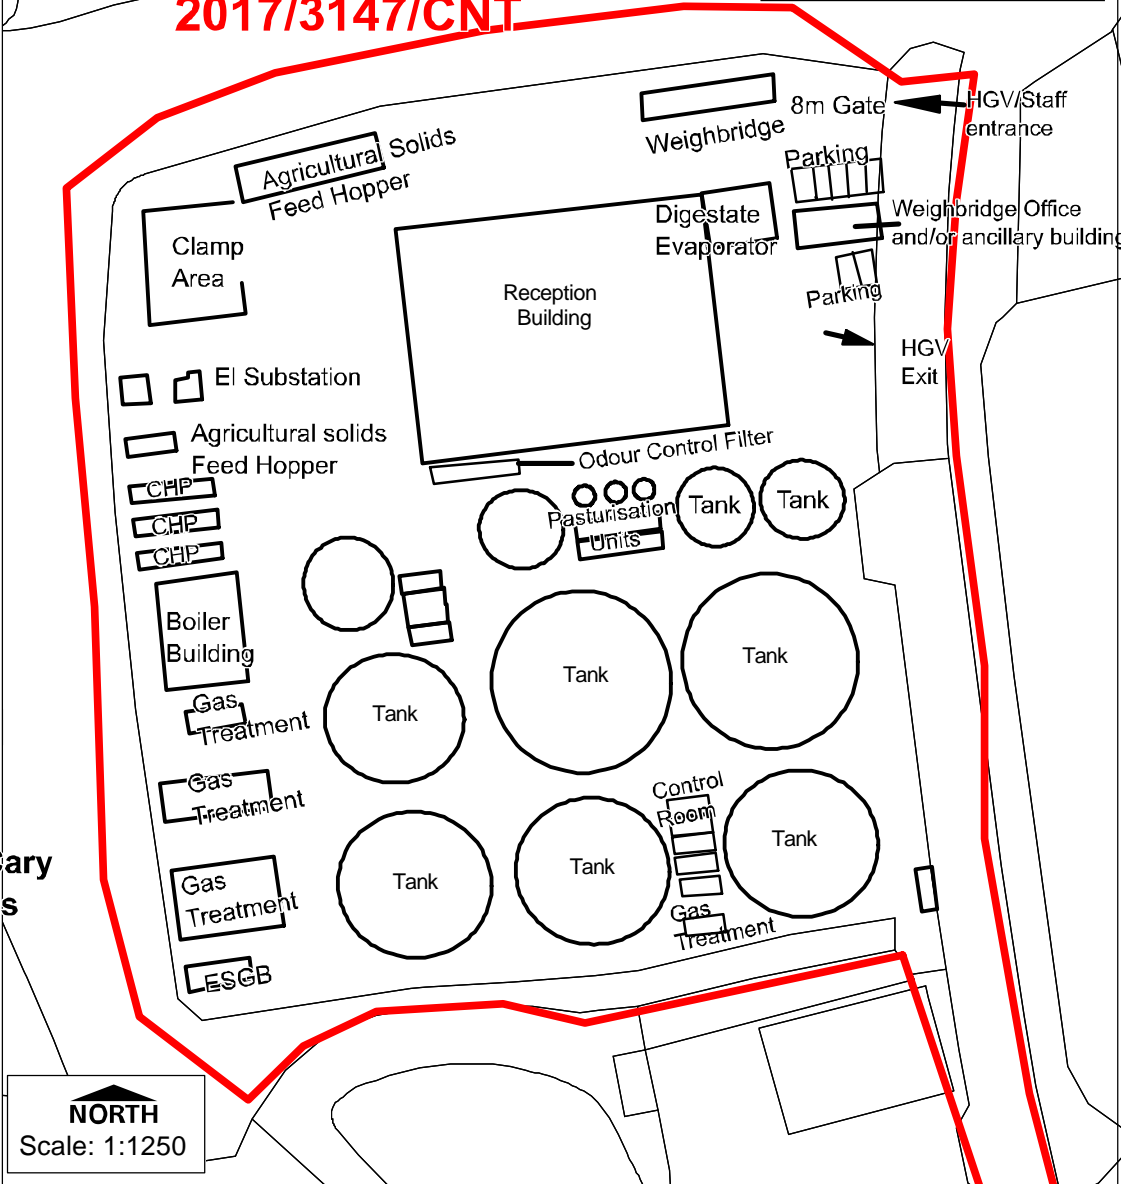 2017/3147/CNT
8m Gate
HGV/Staff
entrance
Weighbridge
Agricultural Solids
Feed Hopper
Parking
Digestate
Evaporator
Weighbridge Office
and/or ancillary building
Clamp
Area
Reception
Building
Parking
HGV
Exit
El Substation
Agricultural solids
Feed Hopper
Odour Control Filter
CHP
CHP
CHP
Pasturisation
Units
Tank
Tank
Boiler
Building
Tank
Tank
Tank
Gas
Treatment
Gas
Treatment
Control
Room
Tank
Tank
Tank
Gas
Treatment
Gas
Treatment
ESGB
ary
s
NORTH
Scale: 1:1250